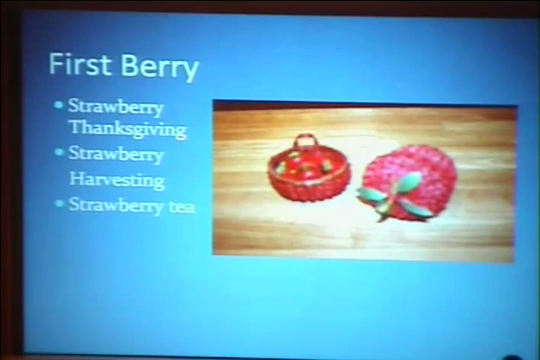 First Berry
Strawberry
Thanksgiving
Strawberry
Harvesting
Strawberry tea